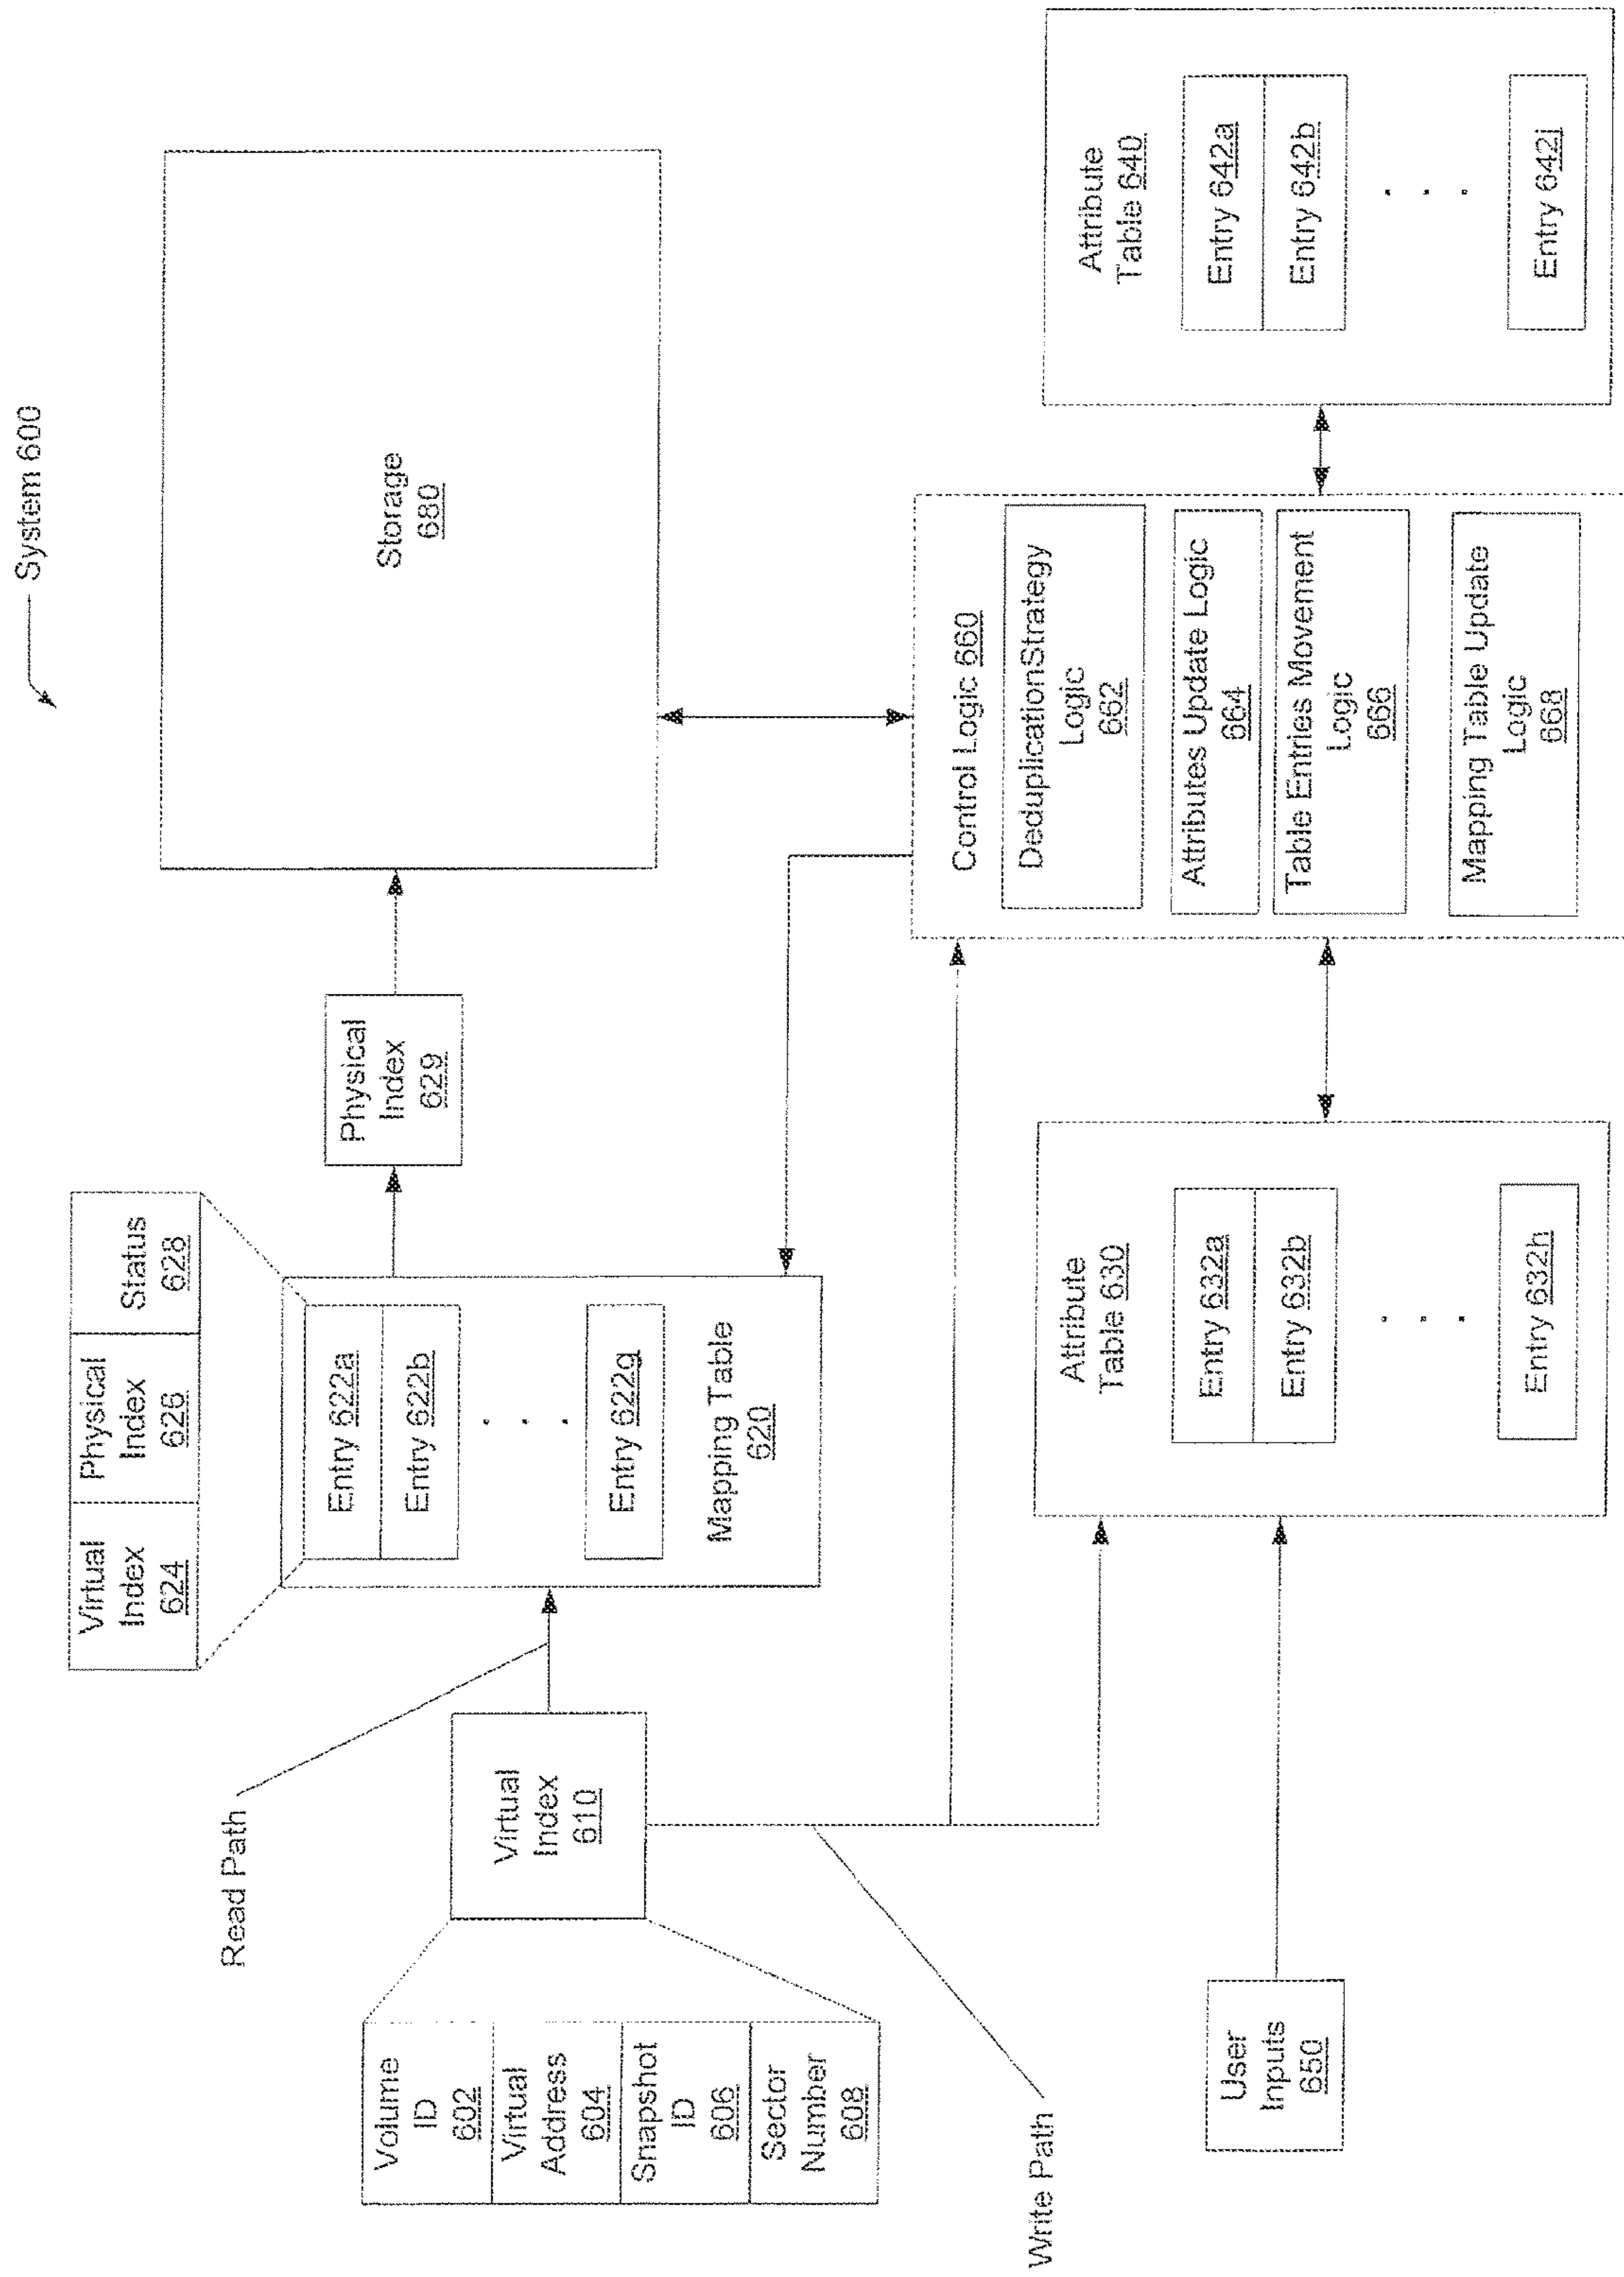 System 600
Virtual
Index
624
Physical
Index
626
Status
628
Storage
680
Read Path
Entry 622a
Entry 622b
. . .
Entry 622g
Mapping Table
620
Physical
Index
629
Volume
ID
602
Virtual
Address
604
Snapshot
ID
606
Sector
Number
608
Virtual
Index
610
Control Logic 660
DeduplicationStrategy
Logic
662
Attributes Update Logic
664
Table Entries Movement
Logic
666
Mapping Table Update
Logic
668
Write Path
User
Inputs
650
Attribute
Table 630
Entry 632a
Entry 632b
. . .
Entry 632h
Attribute
Table 640
Entry 642a
Entry 642b
. . .
Entry 642j